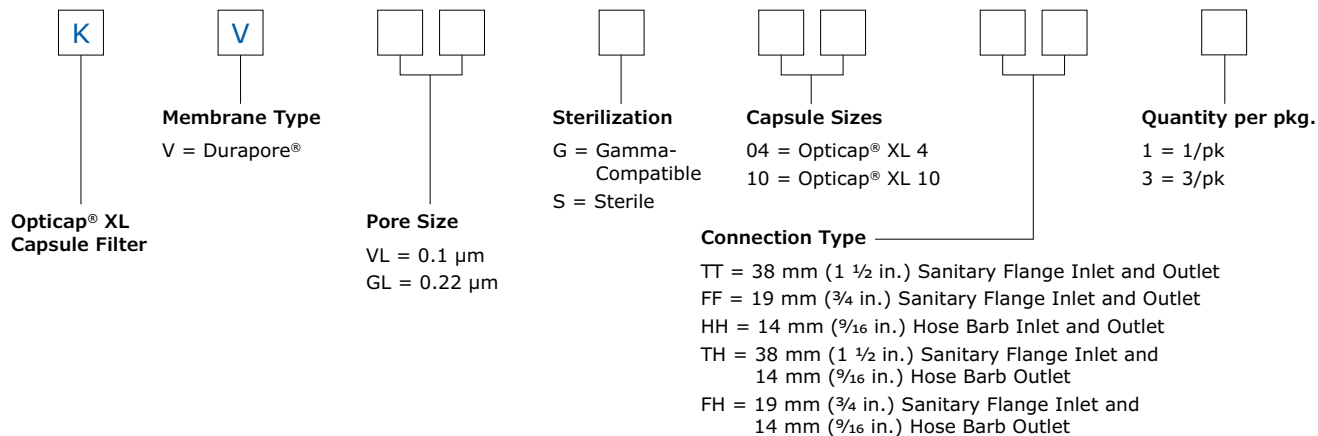 K
V
Membrane Type
V = Durapore®
Opticap® XL
Capsule Filter
Pore Size
VL = 0.1 µm
GL = 0.22 µm
Sterilization
G = Gamma-
Compatible
S = Sterile
Capsule Sizes
04 = Opticap® XL 4
10 = Opticap® XL 10
Connection Type
TT = 38 mm (1 ½ in.) Sanitary Flange Inlet and Outlet
FF = 19 mm (¾ in.) Sanitary Flange Inlet and Outlet
HH = 14 mm (⁹⁄₁₆ in.) Hose Barb Inlet and Outlet
TH = 38 mm (1 ½ in.) Sanitary Flange Inlet and
14 mm (⁹⁄₁₆ in.) Hose Barb Outlet
FH = 19 mm (¾ in.) Sanitary Flange Inlet and
14 mm (⁹⁄₁₆ in.) Hose Barb Outlet
Quantity per pkg.
1 = 1/pk
3 = 3/pk